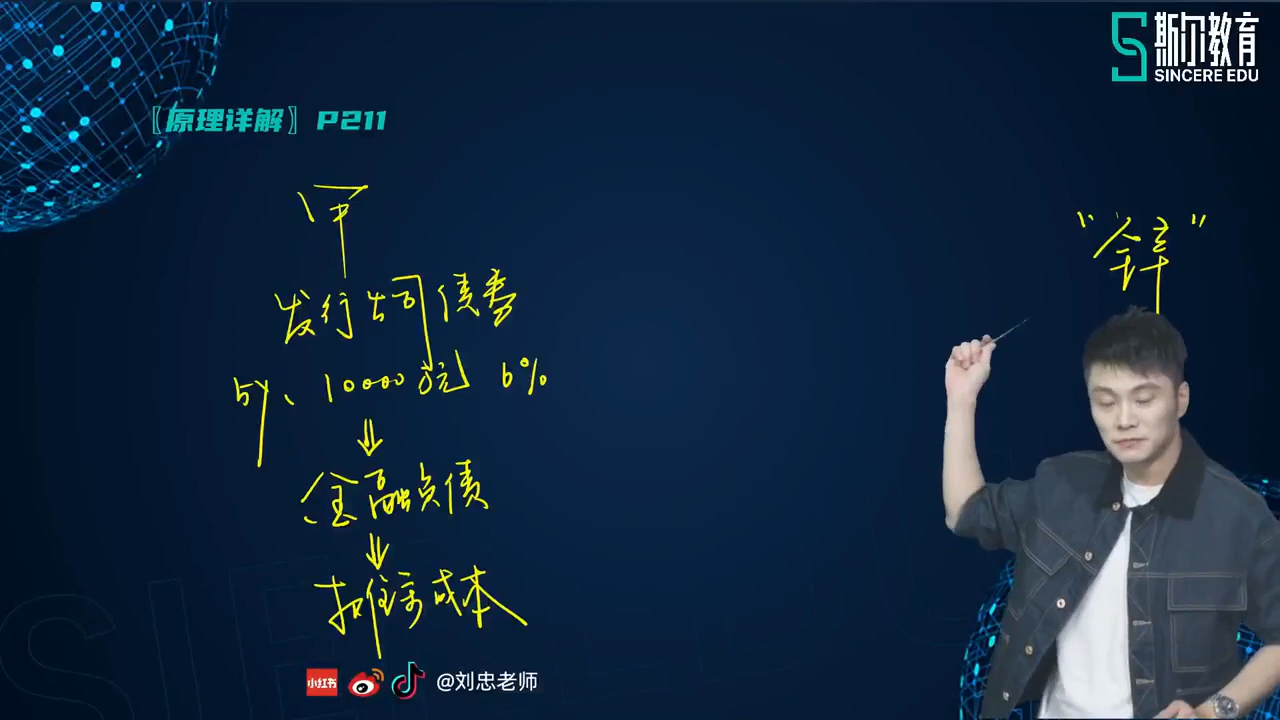 斯尔教育
SINCERE EDU
〖原理详解〗P211
甲
发行公司债券
5y、10000万元 6%
⇓
金融负债
⇓
摊余成本
小红书
@刘忠老师